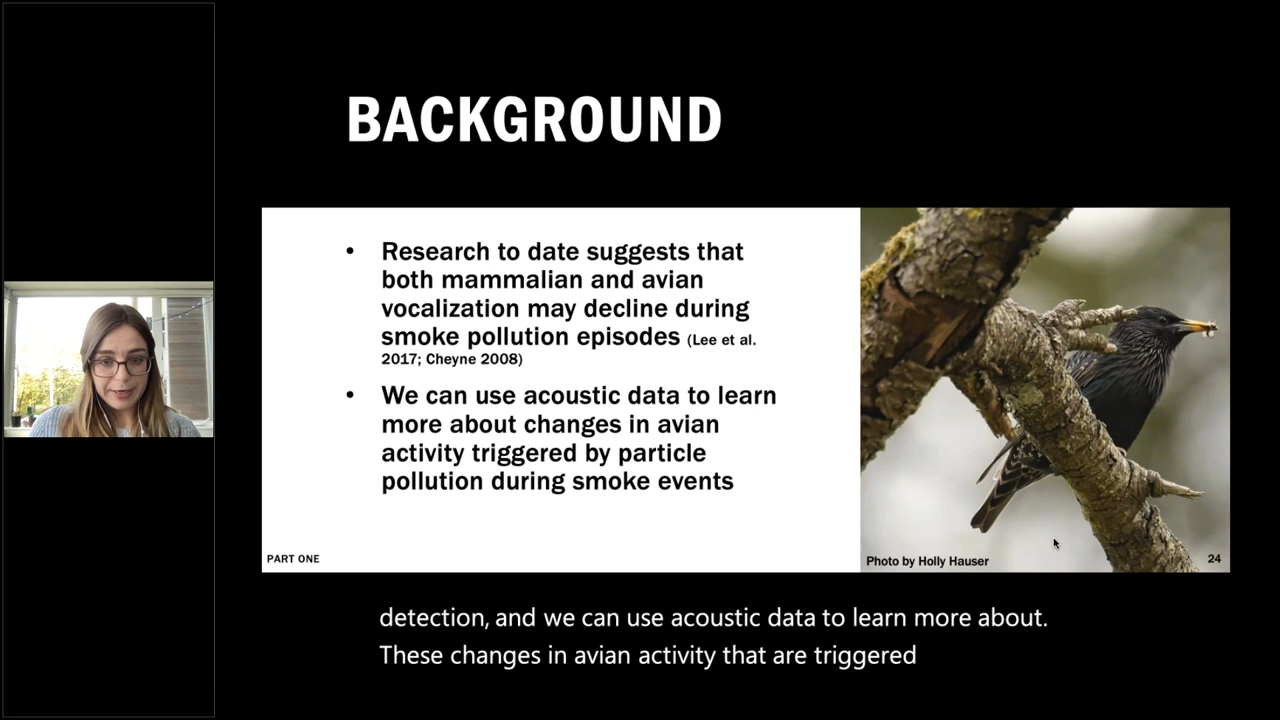 BACKGROUND
• Research to date suggests that
both mammalian and avian
vocalization may decline during
smoke pollution episodes (Lee et al.
2017; Cheyne 2008)
• We can use acoustic data to learn
more about changes in avian
activity triggered by particle
pollution during smoke events
PART ONE
Photo by Holly Hauser
24
detection, and we can use acoustic data to learn more about.
These changes in avian activity that are triggered